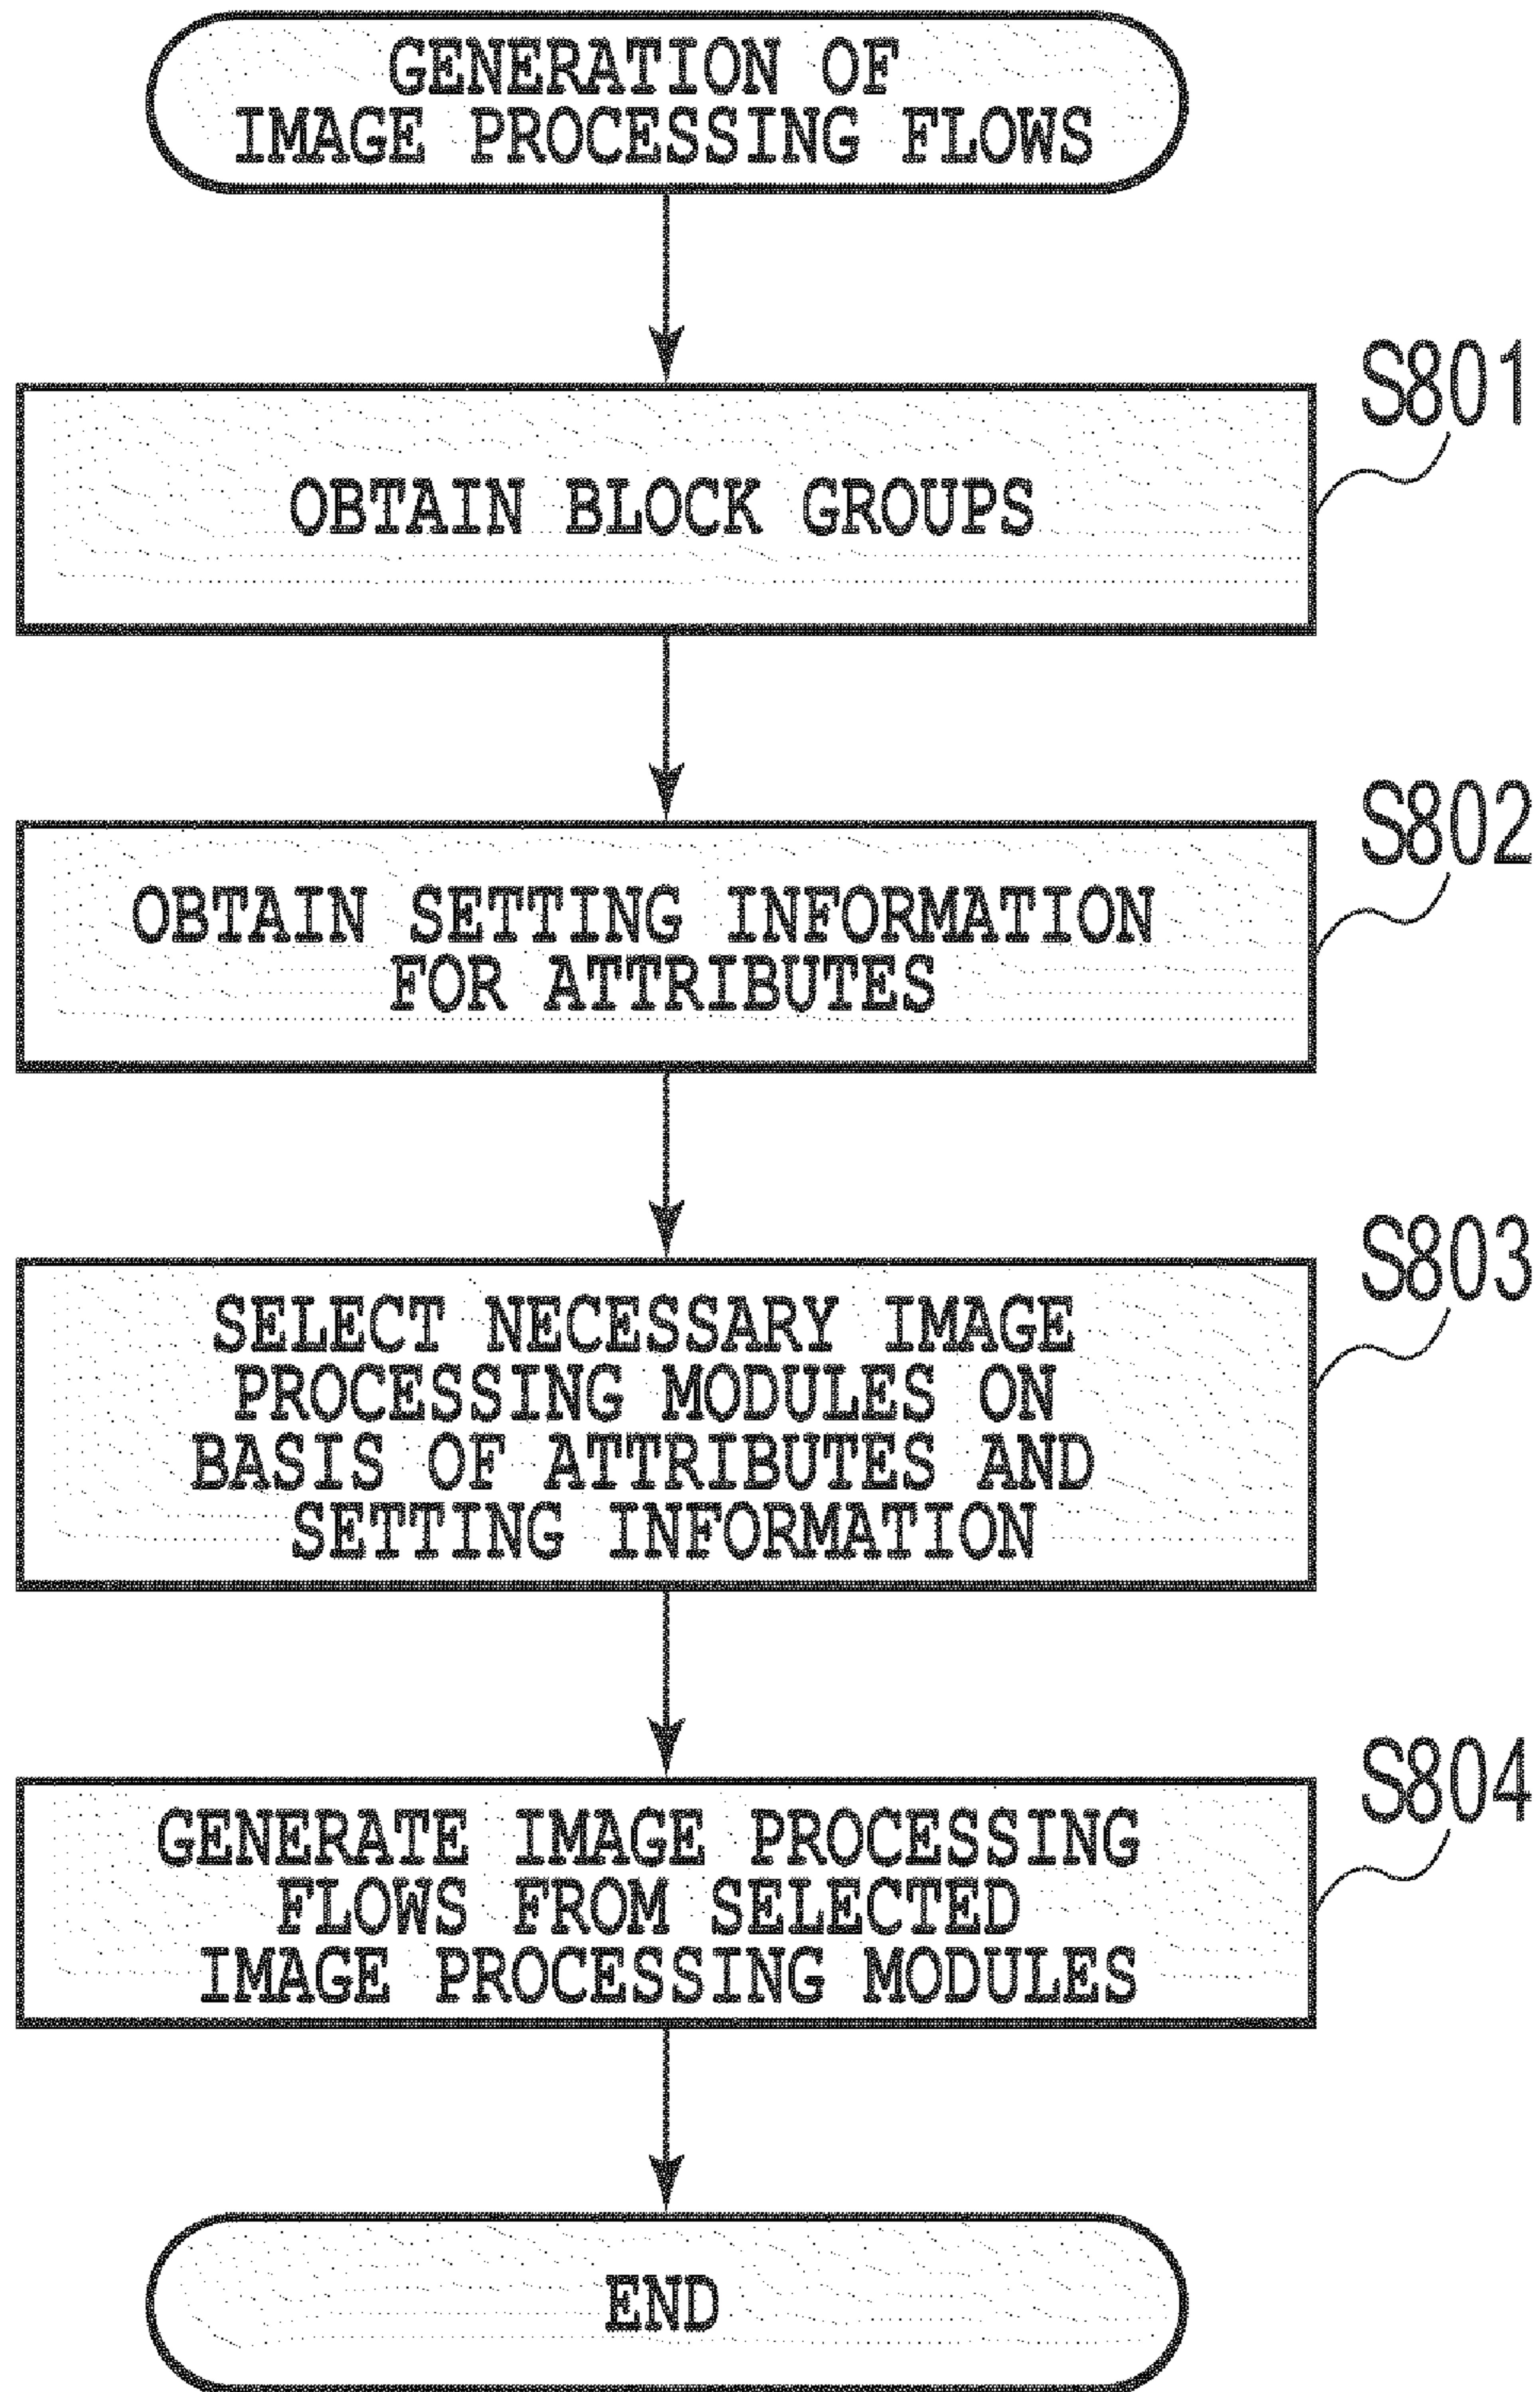 GENERATION OF
IMAGE PROCESSING FLOWS
S801
OBTAIN BLOCK GROUPS
S802
OBTAIN SETTING INFORMATION
FOR ATTRIBUTES
S803
SELECT NECESSARY IMAGE
PROCESSING MODULES ON
BASIS OF ATTRIBUTES AND
SETTING INFORMATION
S804
GENERATE IMAGE PROCESSING
FLOWS FROM SELECTED
IMAGE PROCESSING MODULES
END